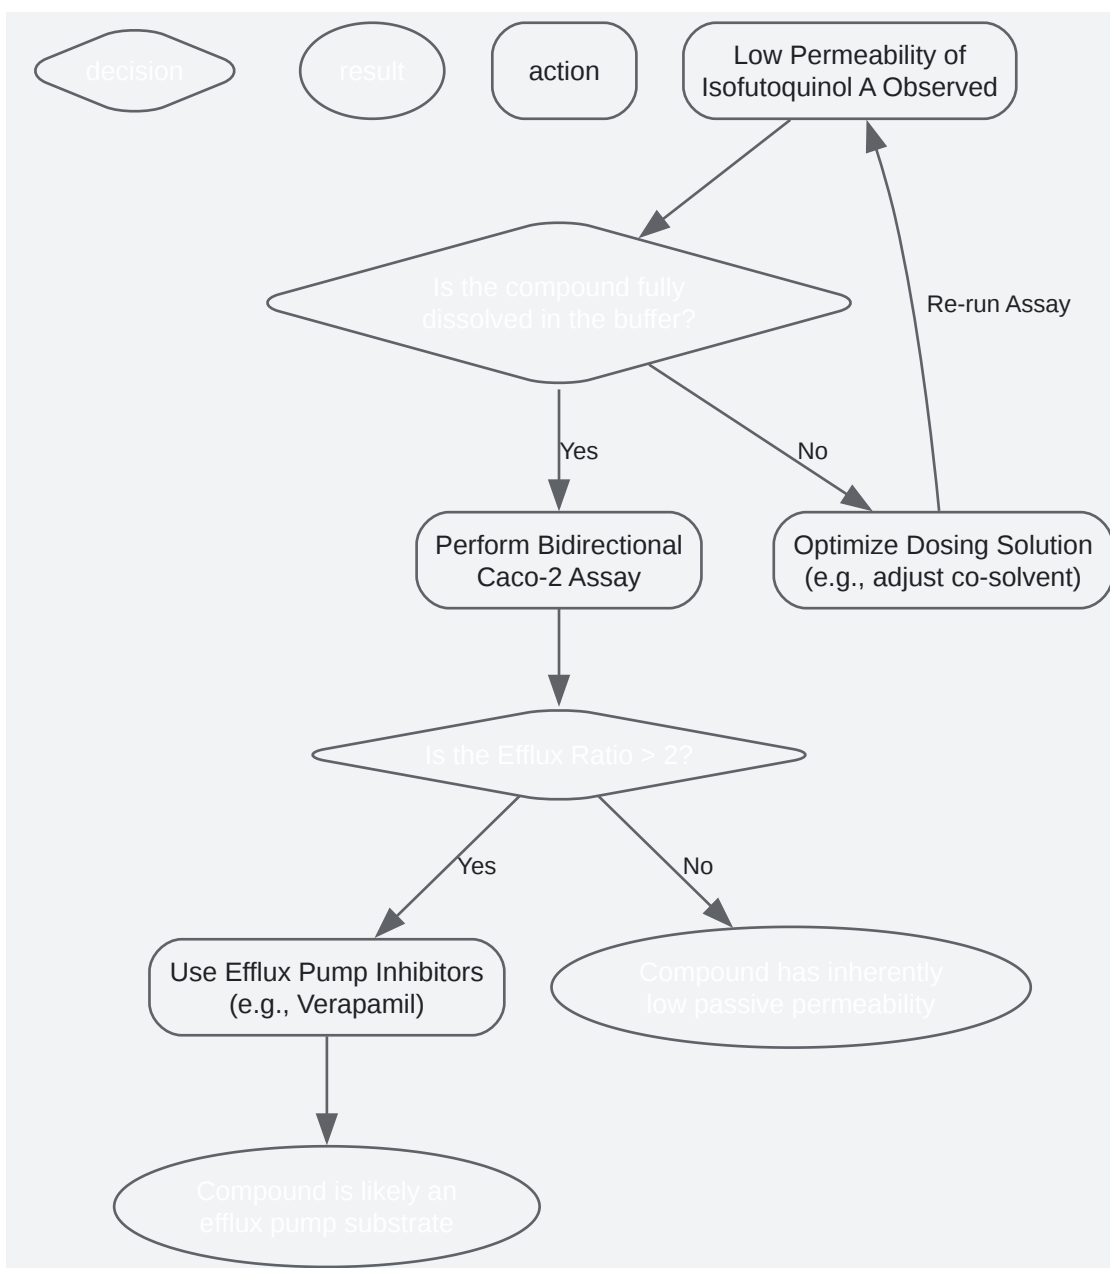 decision
result
action
Low Permeability of
Isofutoquinol A Observed
Is the compound fully
dissolved in the buffer?
Re-run Assay
Yes
No
Perform Bidirectional
Caco-2 Assay
Optimize Dosing Solution
(e.g., adjust co-solvent)
Is the Efflux Ratio > 2?
Yes
No
Use Efflux Pump Inhibitors
(e.g., Verapamil)
Compound has inherently
low passive permeability
Compound is likely an
efflux pump substrate